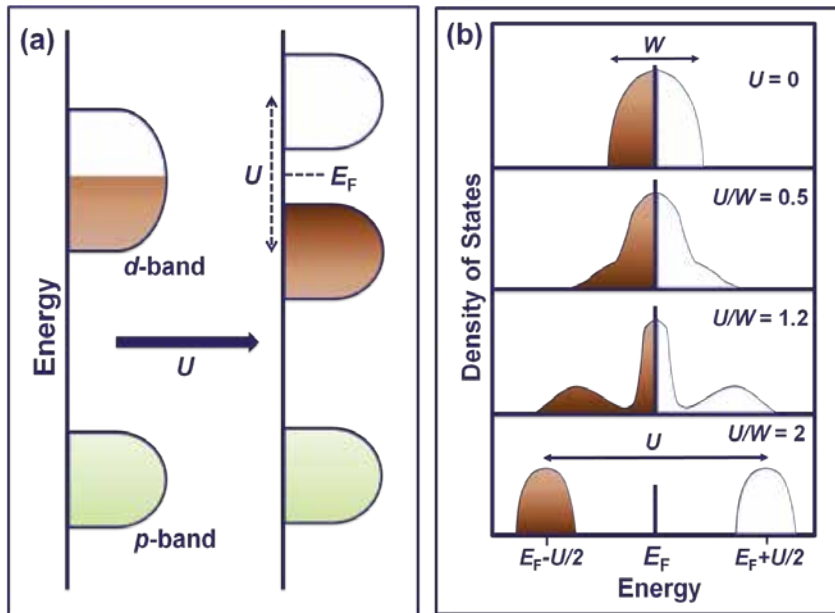 (a)
Energy
d-band
U
p-band
U
E_F
(b)
Density of States
W
U = 0
U/W = 0.5
U/W = 1.2
U/W = 2
U
E_F-U/2
E_F
E_F+U/2
Energy